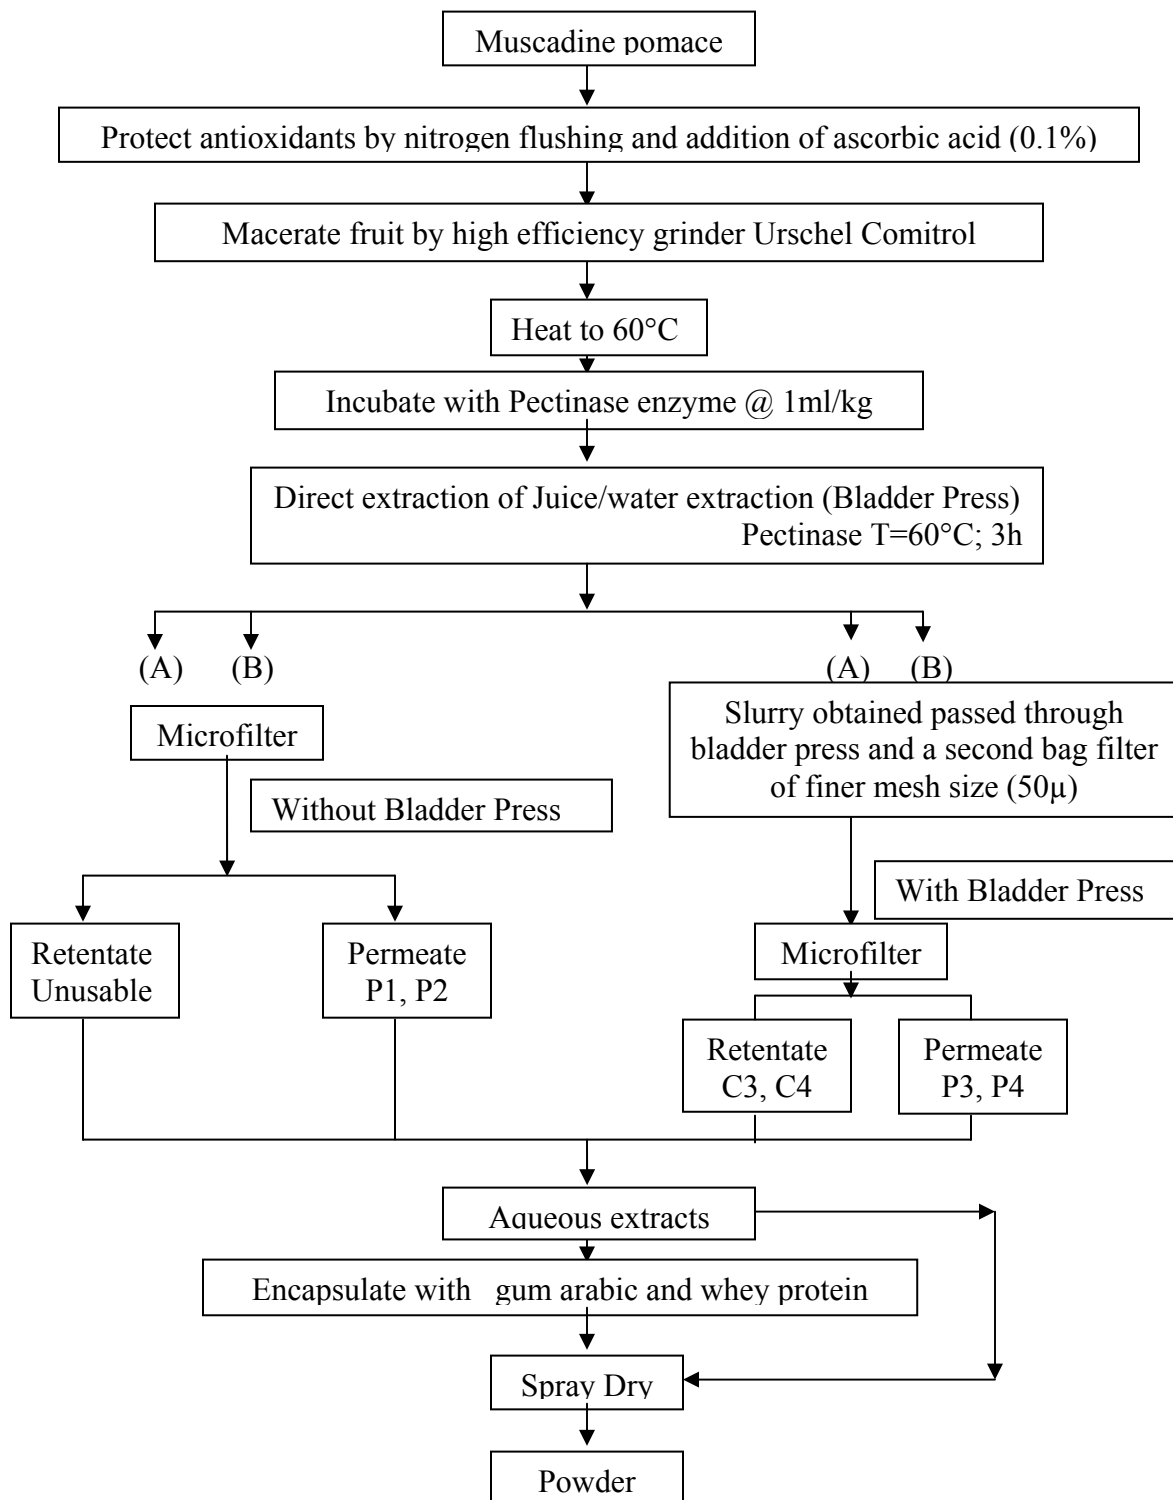 Muscadine pomace
Protect antioxidants by nitrogen flushing and addition of ascorbic acid (0.1%)
Macerate fruit by high efficiency grinder Urschel Comitrol
Heat to 60°C
Incubate with Pectinase enzyme @ 1ml/kg
Direct extraction of Juice/water extraction (Bladder Press)
Pectinase T=60°C; 3h
(A) (B) (A) (B)
Microfilter
Without Bladder Press
Slurry obtained passed through
bladder press and a second bag filter
of finer mesh size (50µ)
With Bladder Press
Retentate
Unusable
Permeate
P1, P2
Microfilter
Retentate
C3, C4
Permeate
P3, P4
Aqueous extracts
Encapsulate with gum arabic and whey protein
Spray Dry
Powder